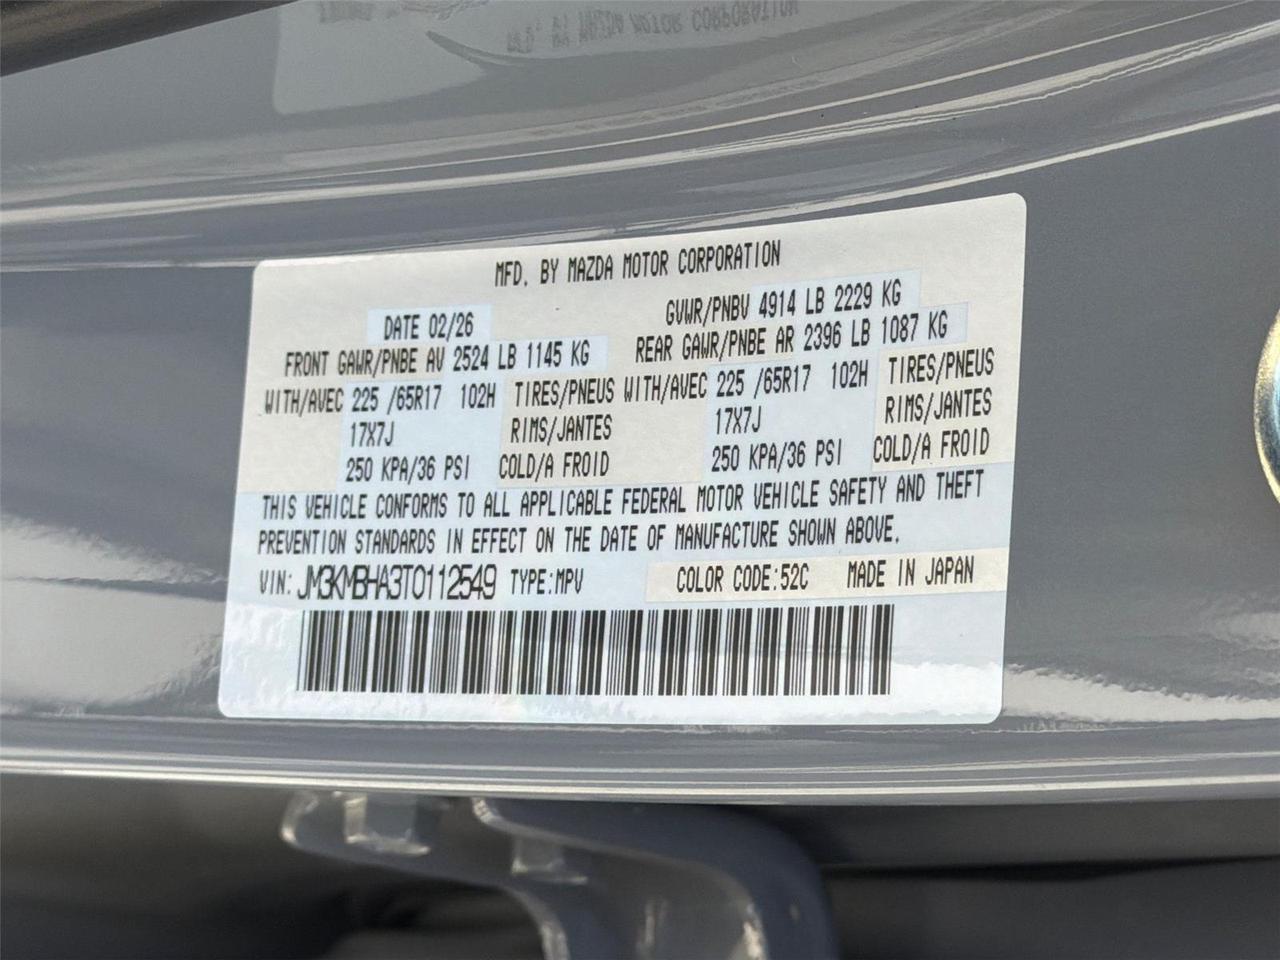 MFD. BY MAZDA MOTOR CORPORATION
DATE 02/26 GVWR/PNBV 4914 LB 2229 KG
FRONT GAWR/PNBE AV 2524 LB 1145 KG REAR GAWR/PNBE AR 2396 LB 1087 KG
WITH/AVEC 225 /65R17 102H TIRES/PNEUS WITH/AVEC 225 /65R17 102H TIRES/PNEUS
17X7J RIMS/JANTES 17X7J RIMS/JANTES
250 KPA/36 PSI COLD/A FROID 250 KPA/36 PSI COLD/A FROID
THIS VEHICLE CONFORMS TO ALL APPLICABLE FEDERAL MOTOR VEHICLE SAFETY AND THEFT
PREVENTION STANDARDS IN EFFECT ON THE DATE OF MANUFACTURE SHOWN ABOVE.
VIN: JM3KMBHA3T0112549 TYPE:MPV COLOR CODE:52C MADE IN JAPAN